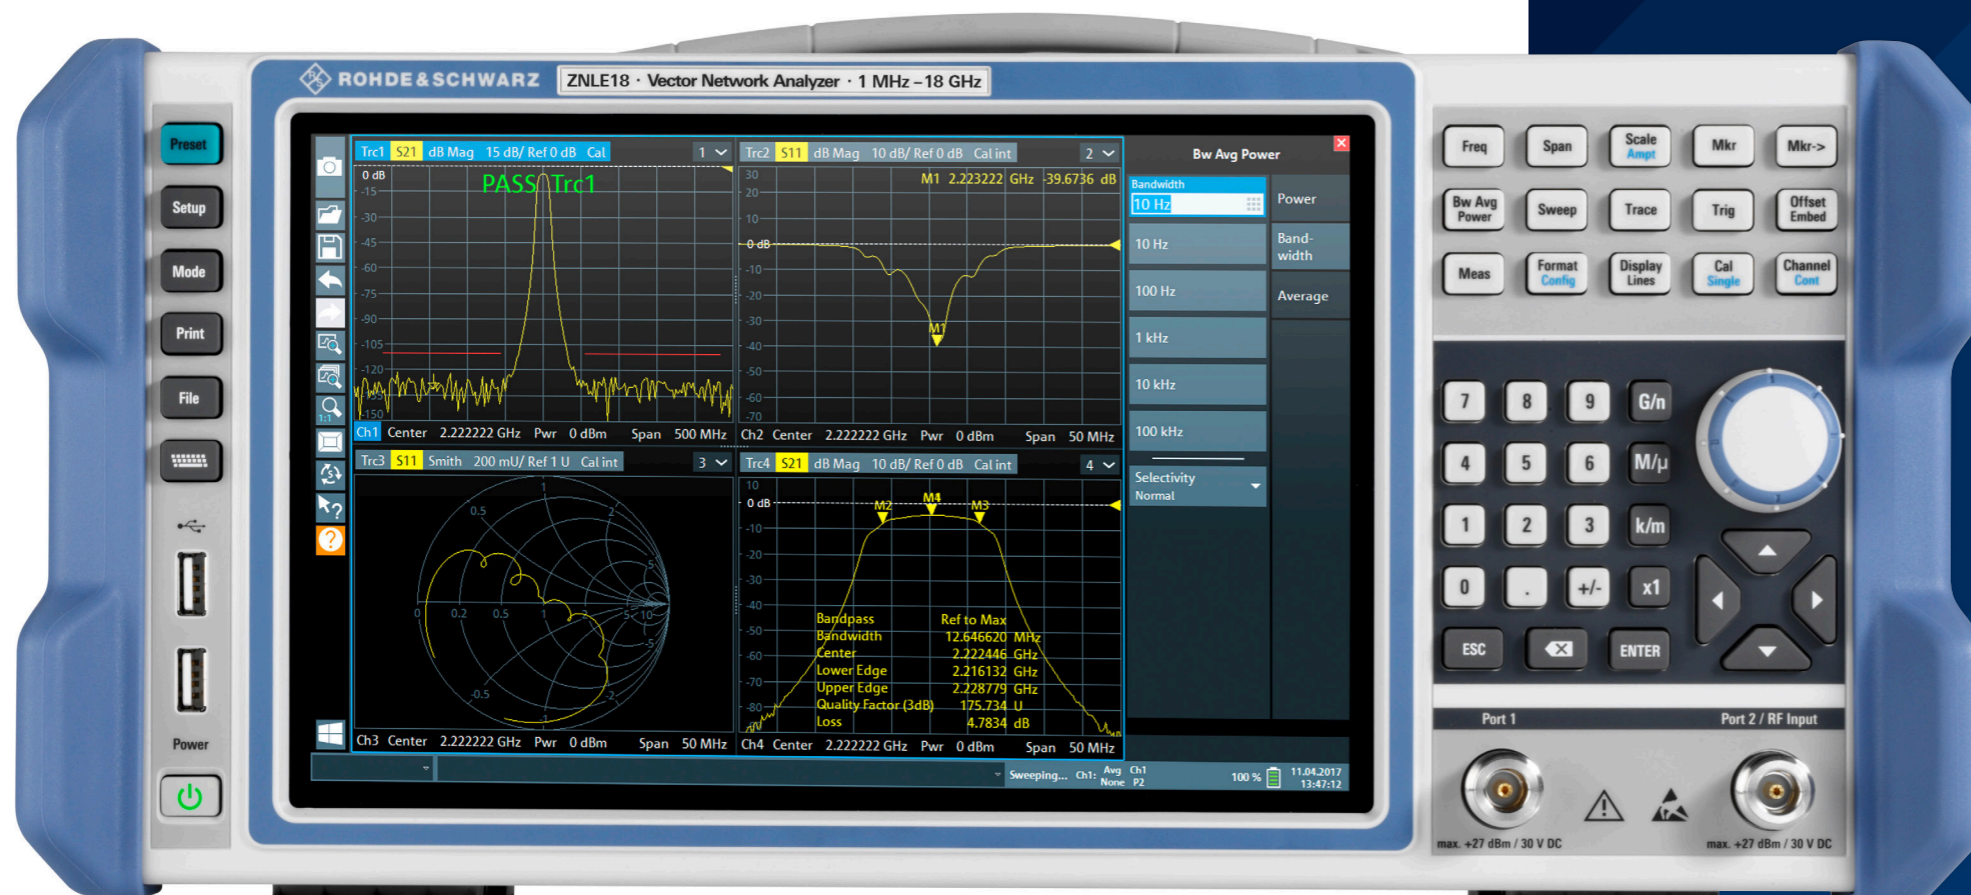 ROHDE&SCHWARZ ZNLE18 · Vector Network Analyzer · 1 MHz – 18 GHz
Preset
Setup
Mode
Print
File
Power
Trc1 S21 dB Mag 15 dB/ Ref 0 dB Cal 1
0 dB
PASS Trc1
-15
-30
-45
-60
-75
-90
-105
-120
-150
Ch1 Center 2.222222 GHz Pwr 0 dBm Span 500 MHz
Trc2 S11 dB Mag 10 dB/ Ref 0 dB Cal int 2
M1 2.223222 GHz -39.6736 dB
30
20
10
0 dB
-10
-20
-30
-40
-50
-60
-70
M1
Ch2 Center 2.222222 GHz Pwr 0 dBm Span 50 MHz
Trc3 S11 Smith 200 mU/ Ref 1 U Cal int 3
0.5
1
2
5
0
0.2
0.5
1
2
5
10
-5
-0.5
-2
-1
Ch3 Center 2.222222 GHz Pwr 0 dBm Span 50 MHz
Trc4 S21 dB Mag 10 dB/ Ref 0 dB Cal int 4
10
0 dB
-10
-20
-30
-40
-50
-60
-70
-80
M2
M4
M3
Bandpass Ref to Max
Bandwidth 12.646620 MHz
Center 2.222446 GHz
Lower Edge 2.216132 GHz
Upper Edge 2.228779 GHz
Quality Factor (3dB) 175.734 U
Loss 4.7834 dB
Ch4 Center 2.222222 GHz Pwr 0 dBm Span 50 MHz
1:1
Bw Avg Power
Bandwidth
10 Hz
10 Hz
100 Hz
1 kHz
10 kHz
100 kHz
Selectivity
Normal
Power
Band-
width
Average
Sweeping... Ch1: Avg None Ch1 P2
100 %
11.04.2017
13:47:12
Freq Span Scale Ampt Mkr Mkr->
Bw Avg Power Sweep Trace Trig Offset Embed
Meas Format Config Display Lines Cal Single Channel Cont
7 8 9 G/n
4 5 6 M/µ
1 2 3 k/m
0 . +/- x1
ESC ENTER
Port 1 Port 2 / RF Input
max. +27 dBm / 30 V DC max. +27 dBm / 30 V DC